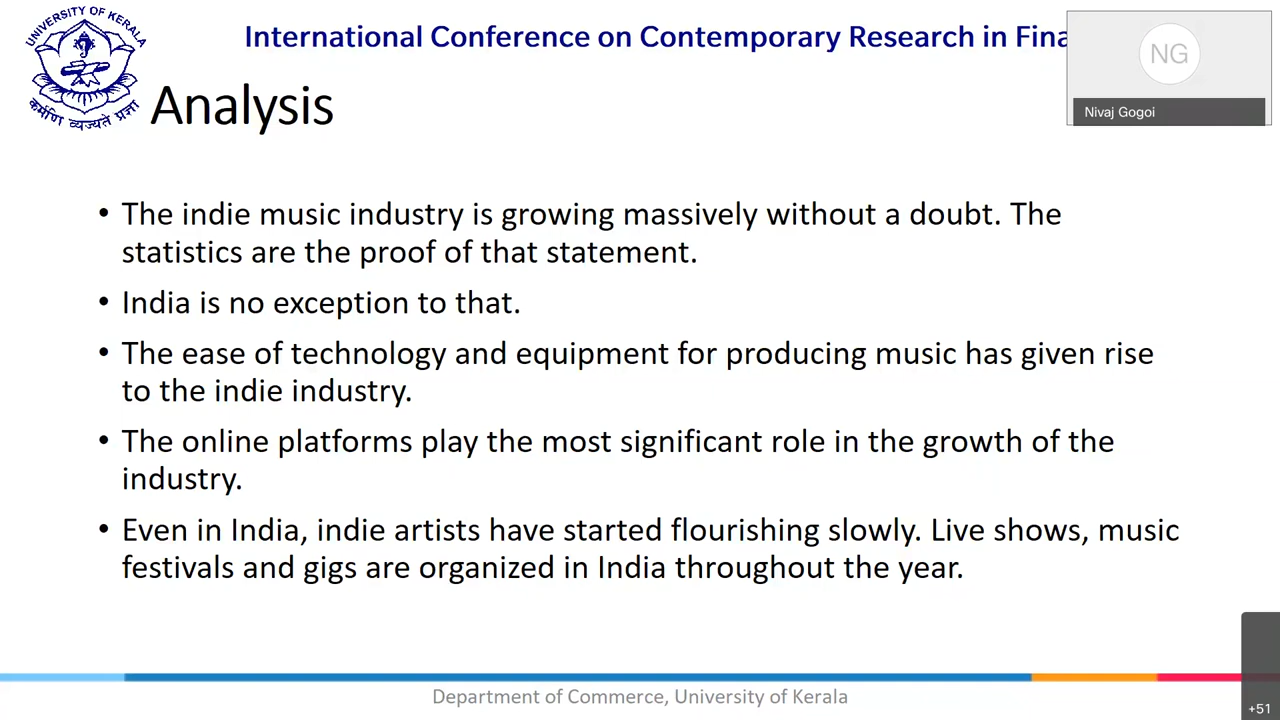 UNIVERSITY OF KERALA
कर्मणि व्यज्यते प्रज्ञा
International Conference on Contemporary Research in Fina
NG
Nivaj Gogoi
Analysis
• The indie music industry is growing massively without a doubt. The
statistics are the proof of that statement.
• India is no exception to that.
• The ease of technology and equipment for producing music has given rise
to the indie industry.
• The online platforms play the most significant role in the growth of the
industry.
• Even in India, indie artists have started flourishing slowly. Live shows, music
festivals and gigs are organized in India throughout the year.
Department of Commerce, University of Kerala
+51